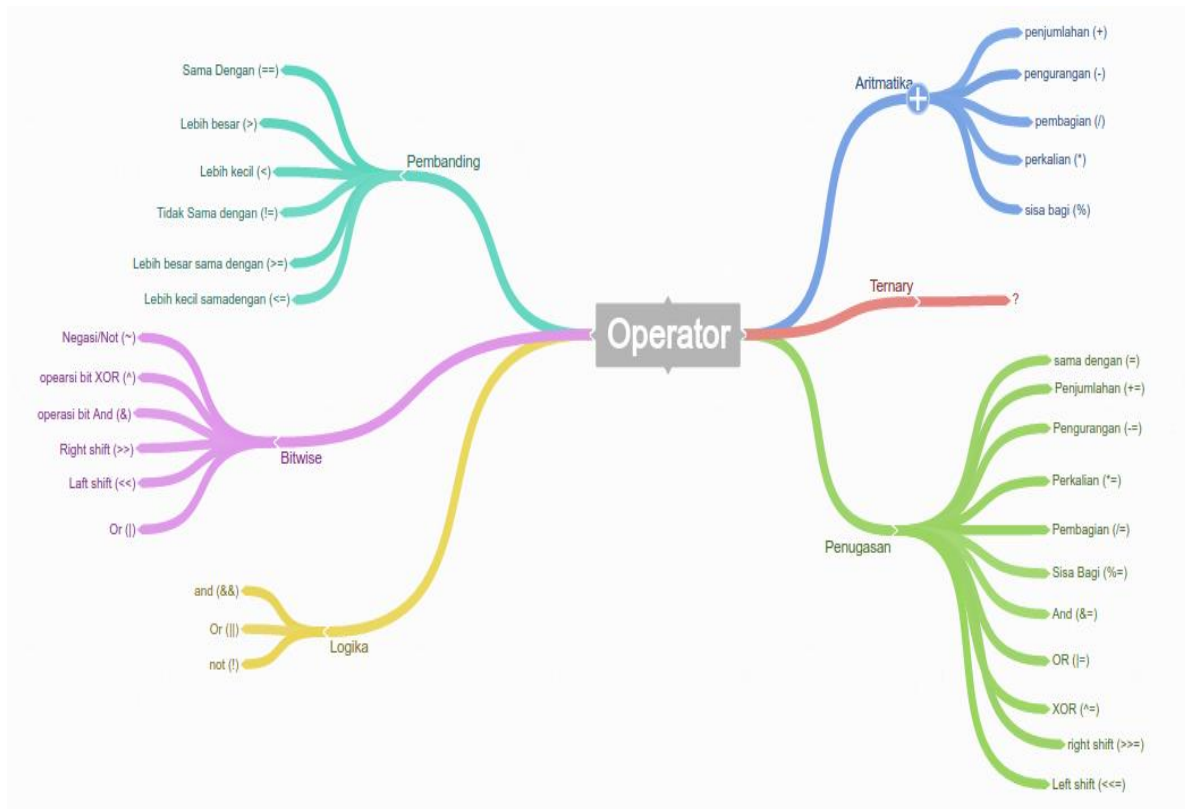 Operator
Aritmatika
penjumlahan (+)
pengurangan (-)
pembagian (/)
perkalian (*)
sisa bagi (%)
Ternary
?
Penugasan
sama dengan (=)
Penjumlahan (+=)
Pengurangan (-=)
Perkalian (*=)
Pembagian (/=)
Sisa Bagi (%=)
And (&=)
OR (|=)
XOR (^=)
right shift (>>=)
Left shift (<<=)
Pembanding
Sama Dengan (==)
Lebih besar (>)
Lebih kecil (<)
Tidak Sama dengan (!=)
Lebih besar sama dengan (>=)
Lebih kecil samadengan (<=)
Bitwise
Negasi/Not (~)
opearsi bit XOR (^)
operasi bit And (&)
Right shift (>>)
Laft shift (<<)
Or (|)
Logika
and (&&)
Or (||)
not (!)